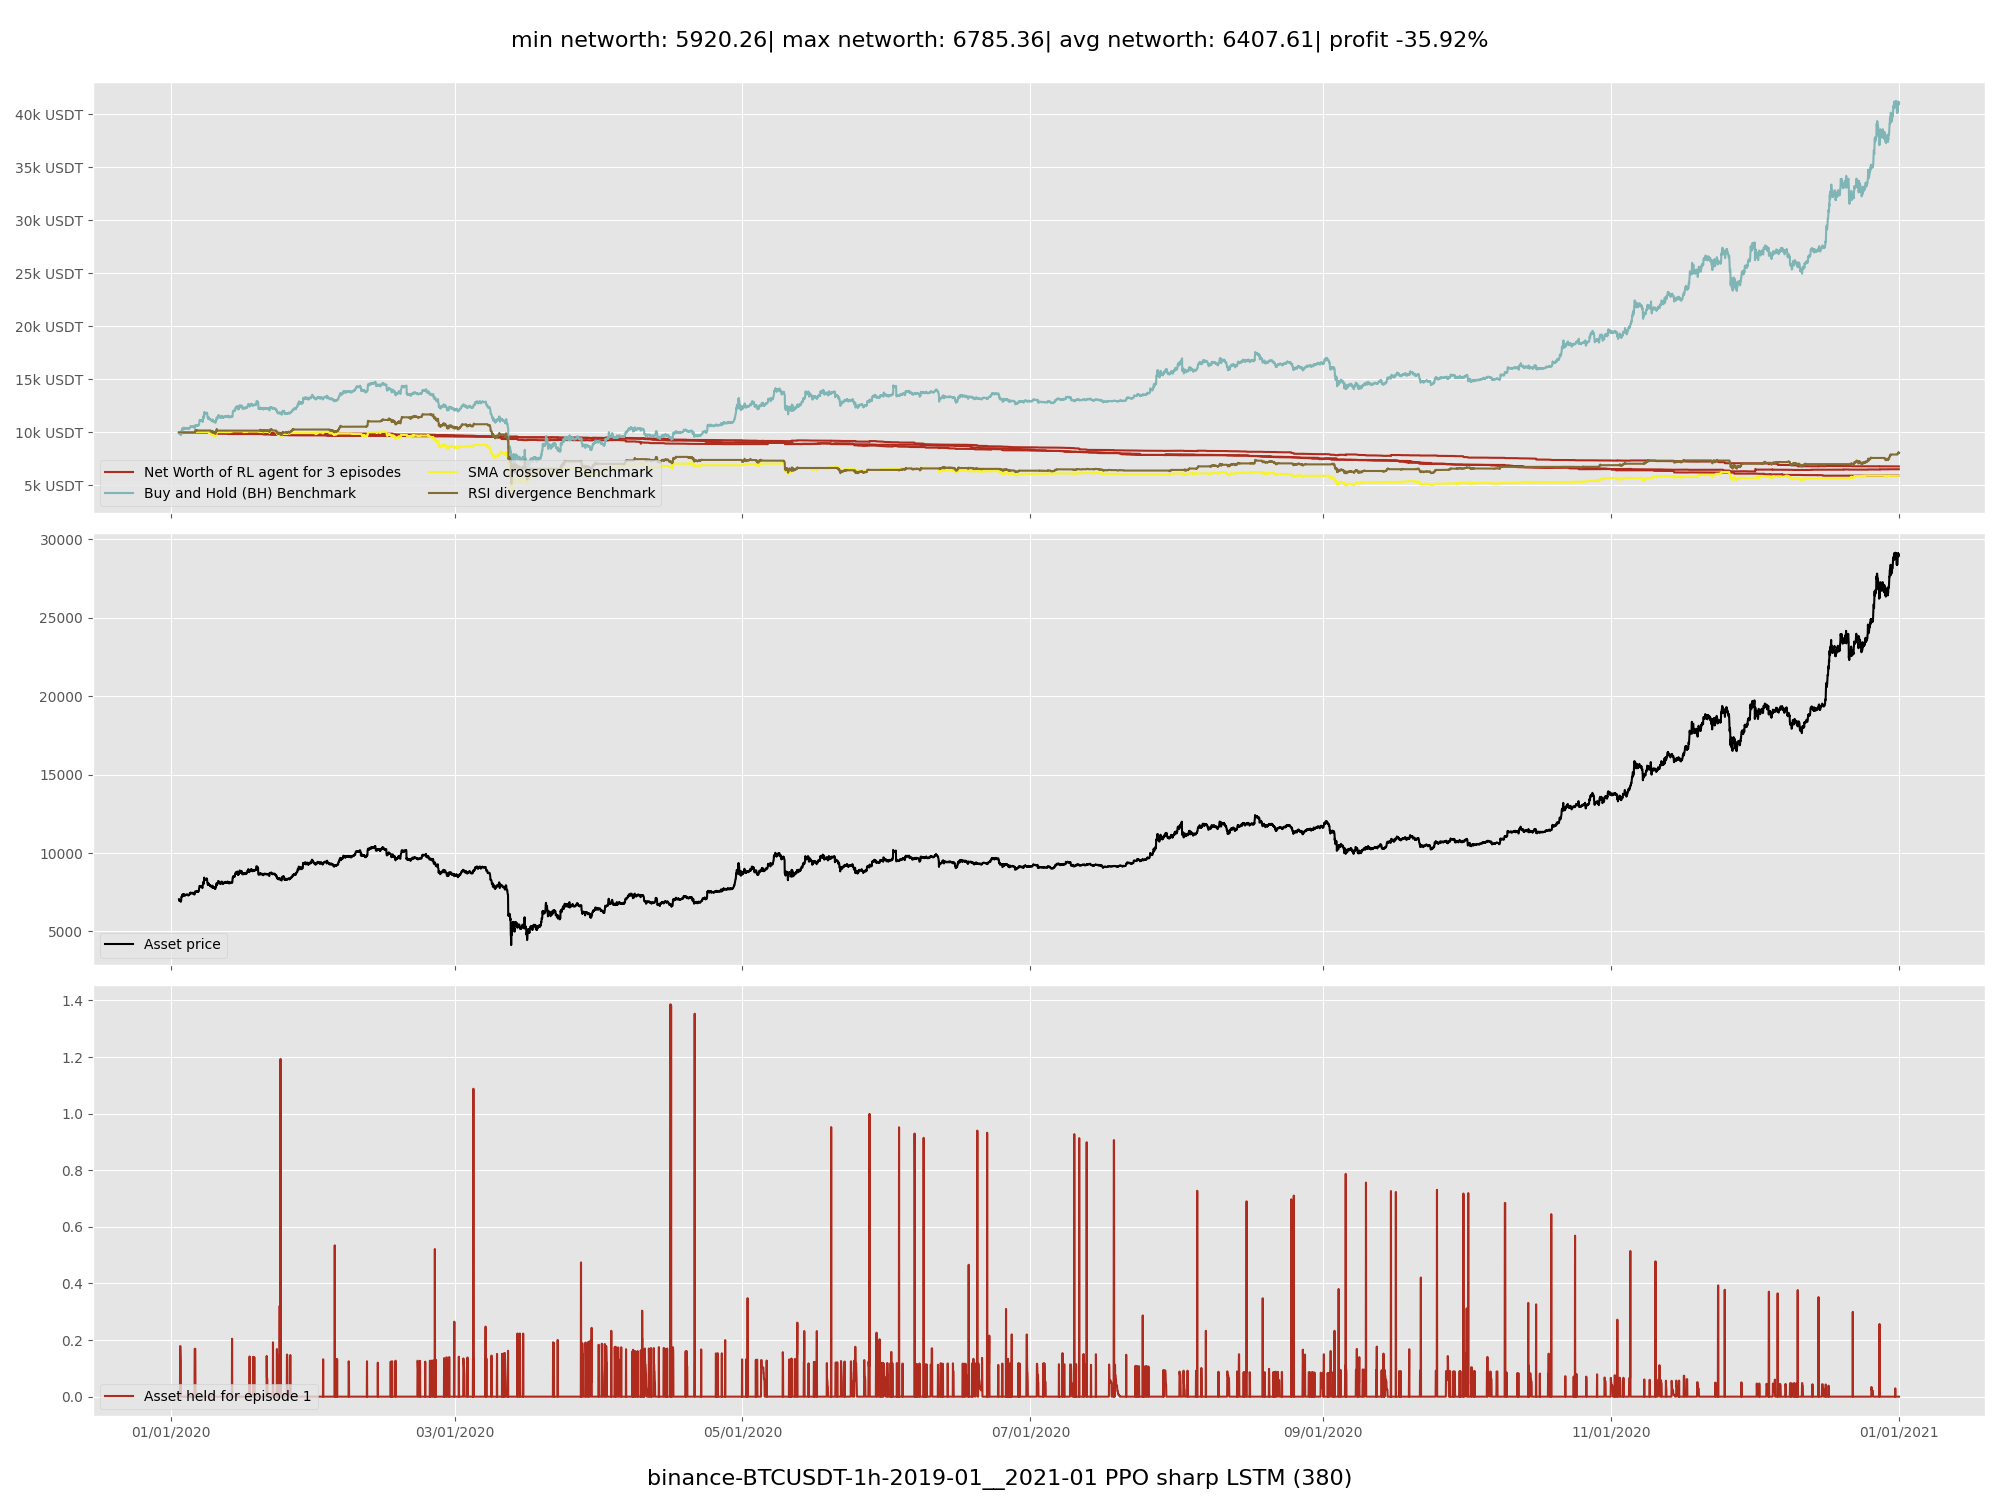 min networth: 5920.26| max networth: 6785.36| avg networth: 6407.61| profit -35.92%
40k USDT
35k USDT
30k USDT
25k USDT
20k USDT
15k USDT
10k USDT
5k USDT
Net Worth of RL agent for 3 episodes
Buy and Hold (BH) Benchmark
SMA crossover Benchmark
RSI divergence Benchmark
30000
25000
20000
15000
10000
5000
Asset price
1.4
1.2
1.0
0.8
0.6
0.4
0.2
0.0
Asset held for episode 1
01/01/2020
03/01/2020
05/01/2020
07/01/2020
09/01/2020
11/01/2020
01/01/2021
binance-BTCUSDT-1h-2019-01__2021-01 PPO sharp LSTM (380)